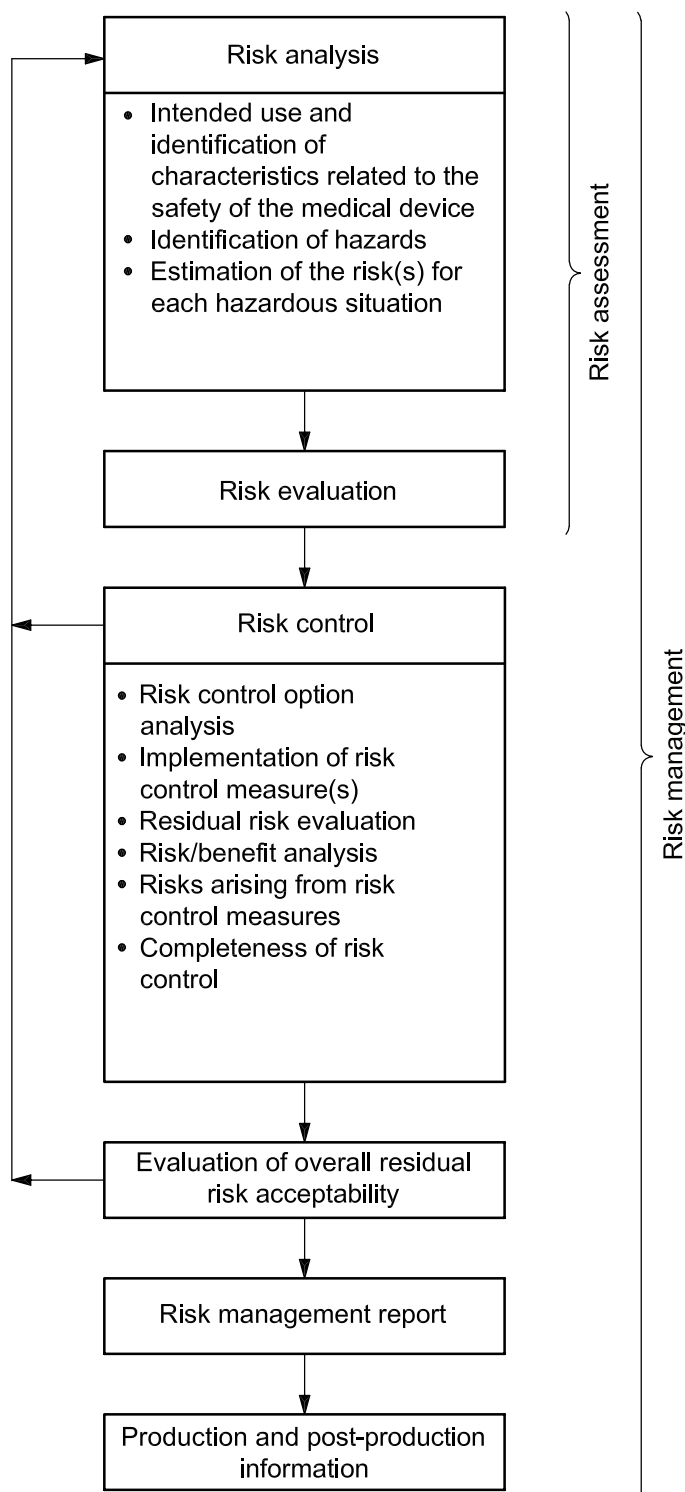 Risk analysis
• Intended use and
identification of
characteristics related to the
safety of the medical device
• Identification of hazards
• Estimation of the risk(s) for
each hazardous situation
Risk assessment
Risk evaluation
Risk control
• Risk control option
analysis
• Implementation of risk
control measure(s)
• Residual risk evaluation
• Risk/benefit analysis
• Risks arising from risk
control measures
• Completeness of risk
control
Risk management
Evaluation of overall residual
risk acceptability
Risk management report
Production and post-production
information